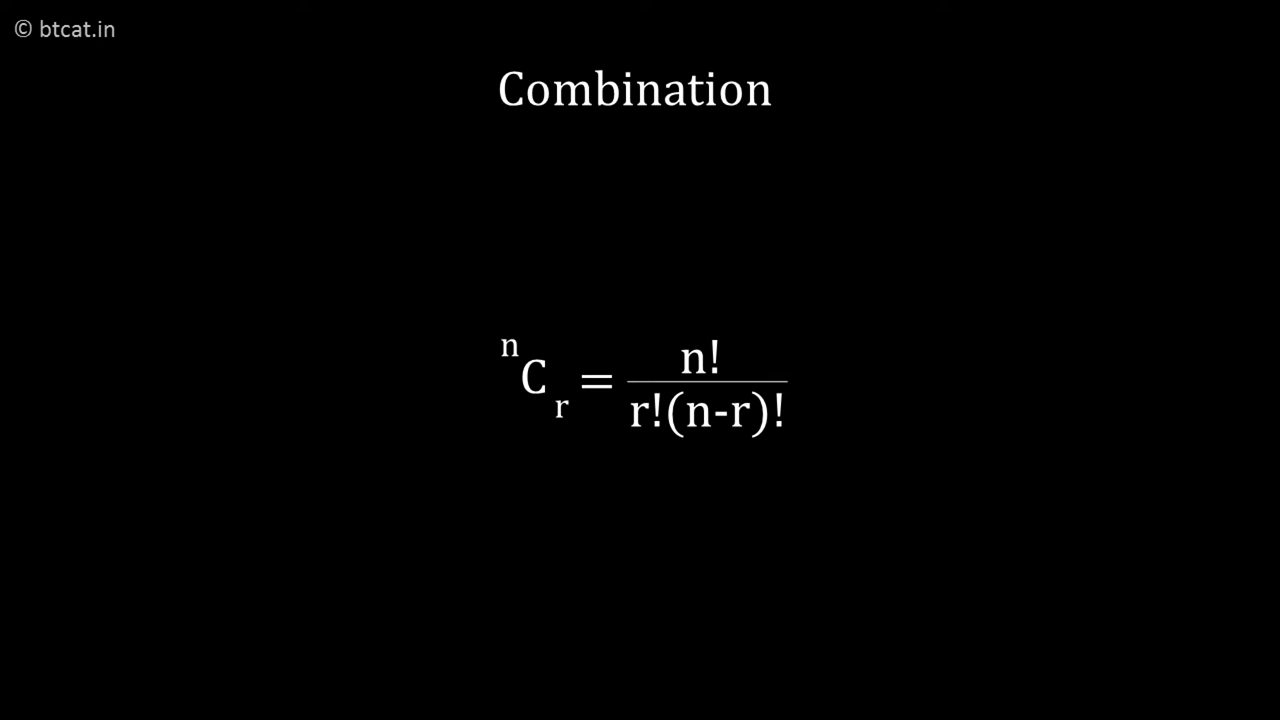 © btcat.in
Combination
ⁿCᵣ = n! / r!(n-r)!